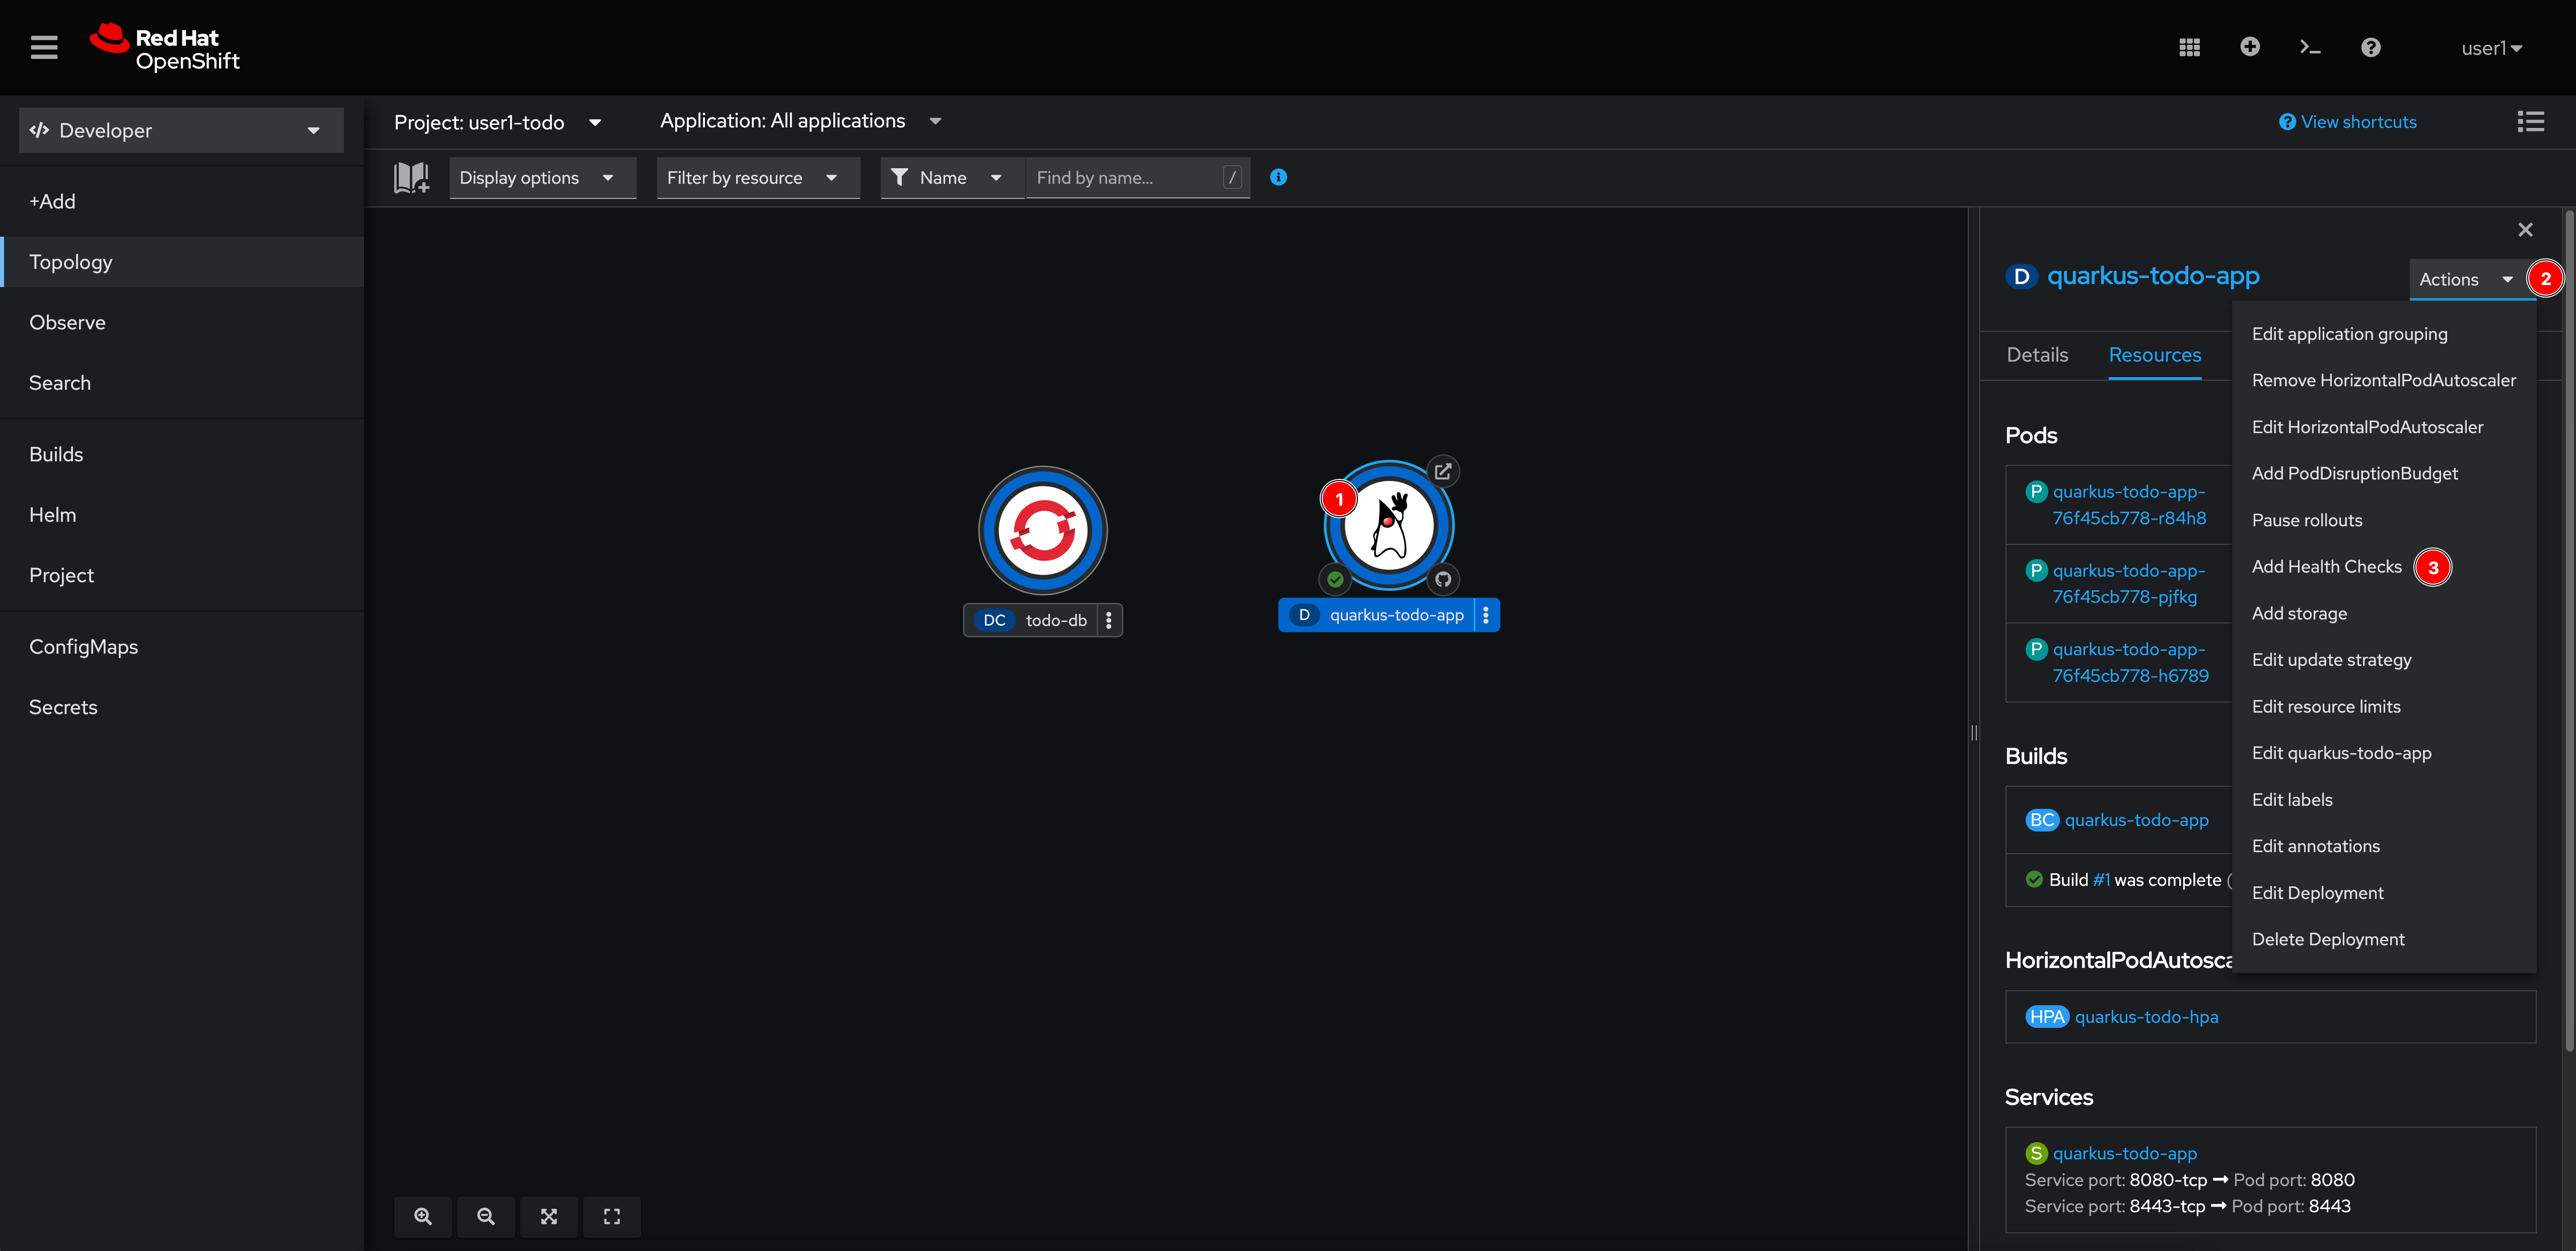 Red Hat
OpenShift
user1
Developer
+Add
Topology
Observe
Search
Builds
Helm
Project
ConfigMaps
Secrets
Project: user1-todo
Application: All applications
View shortcuts
Display options
Filter by resource
Name
Find by name...
/
DC todo-db
1
D quarkus-todo-app
D quarkus-todo-app
Actions
2
Details
Resources
Edit application grouping
Remove HorizontalPodAutoscaler
Edit HorizontalPodAutoscaler
Add PodDisruptionBudget
Pause rollouts
Add Health Checks
3
Add storage
Edit update strategy
Edit resource limits
Edit quarkus-todo-app
Edit labels
Edit annotations
Edit Deployment
Delete Deployment
Pods
P quarkus-todo-app-
76f45cb778-r84h8
P quarkus-todo-app-
76f45cb778-pjfkg
P quarkus-todo-app-
76f45cb778-h6789
Builds
BC quarkus-todo-app
Build #1 was complete (
HorizontalPodAutosca
HPA quarkus-todo-hpa
Services
S quarkus-todo-app
Service port: 8080-tcp → Pod port: 8080
Service port: 8443-tcp → Pod port: 8443